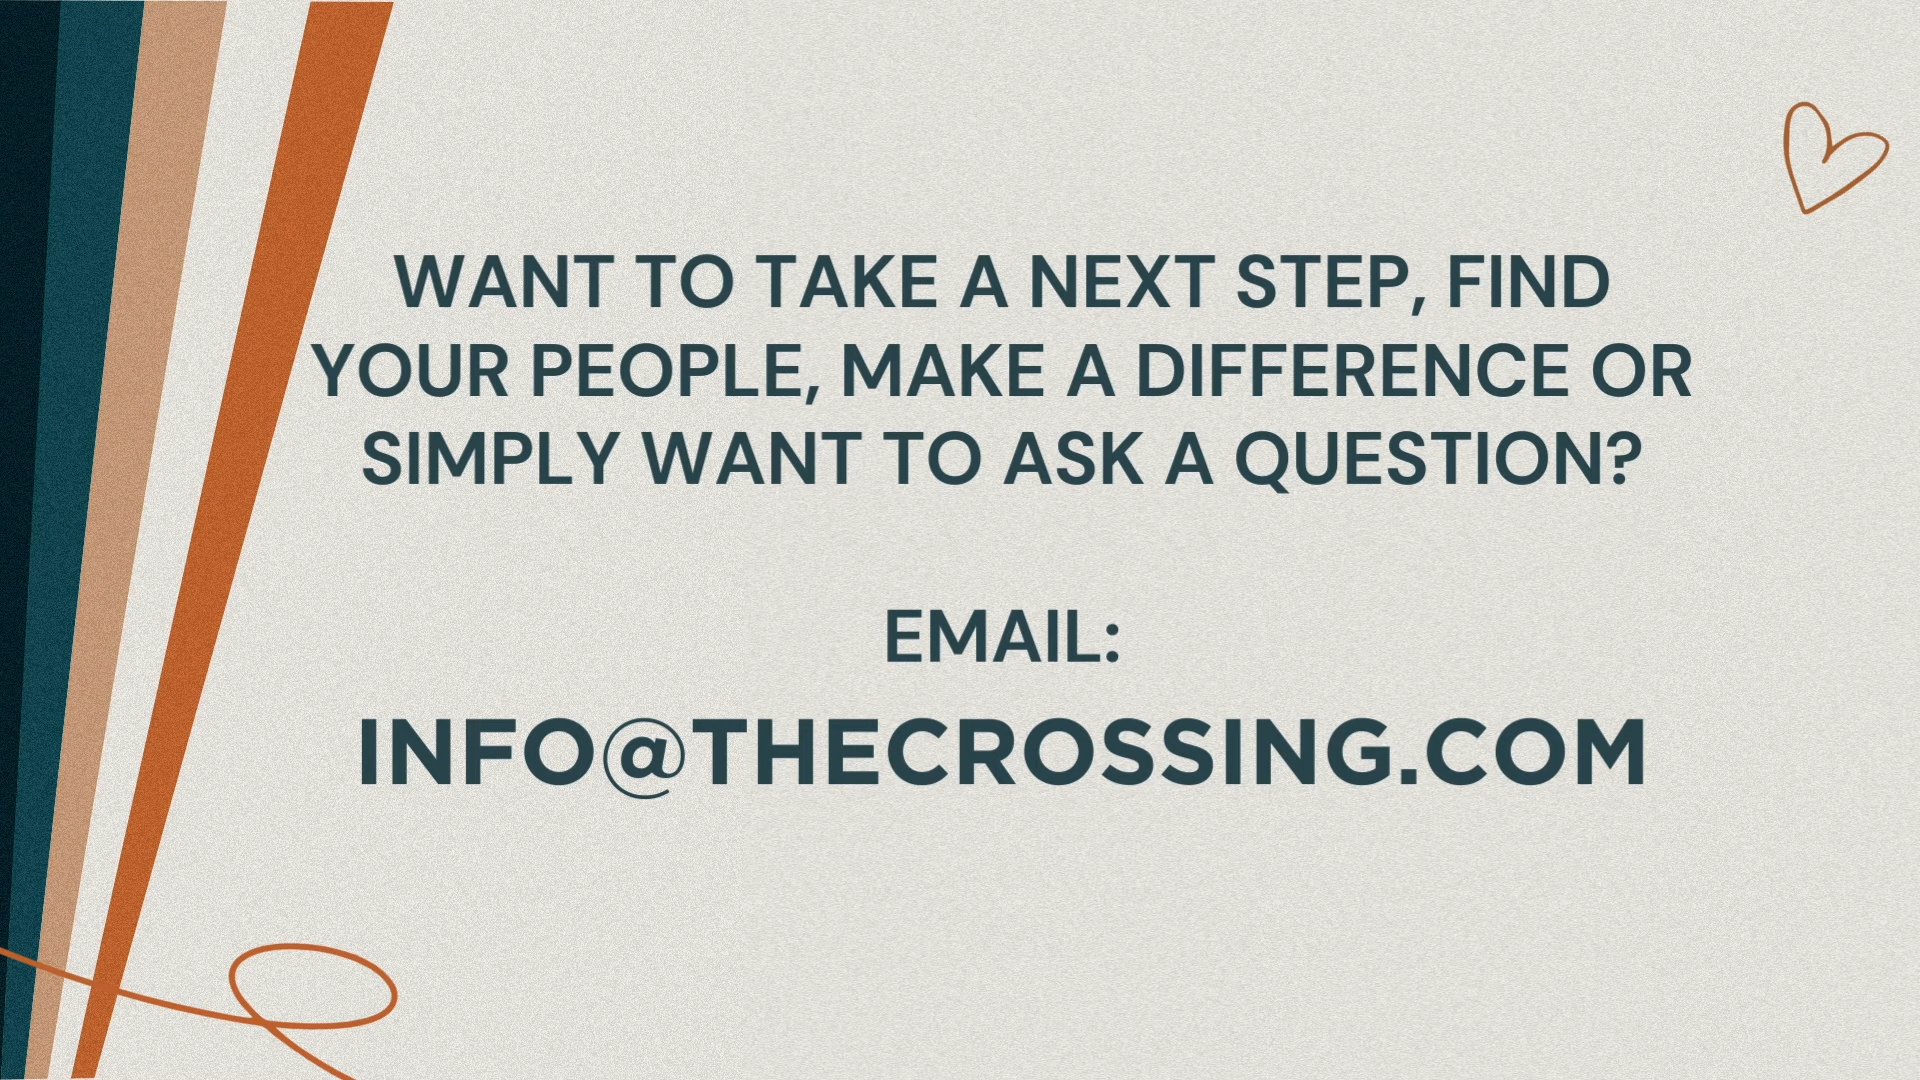 WANT TO TAKE A NEXT STEP, FIND
YOUR PEOPLE, MAKE A DIFFERENCE OR
SIMPLY WANT TO ASK A QUESTION?
EMAIL:
INFO@THECROSSING.COM